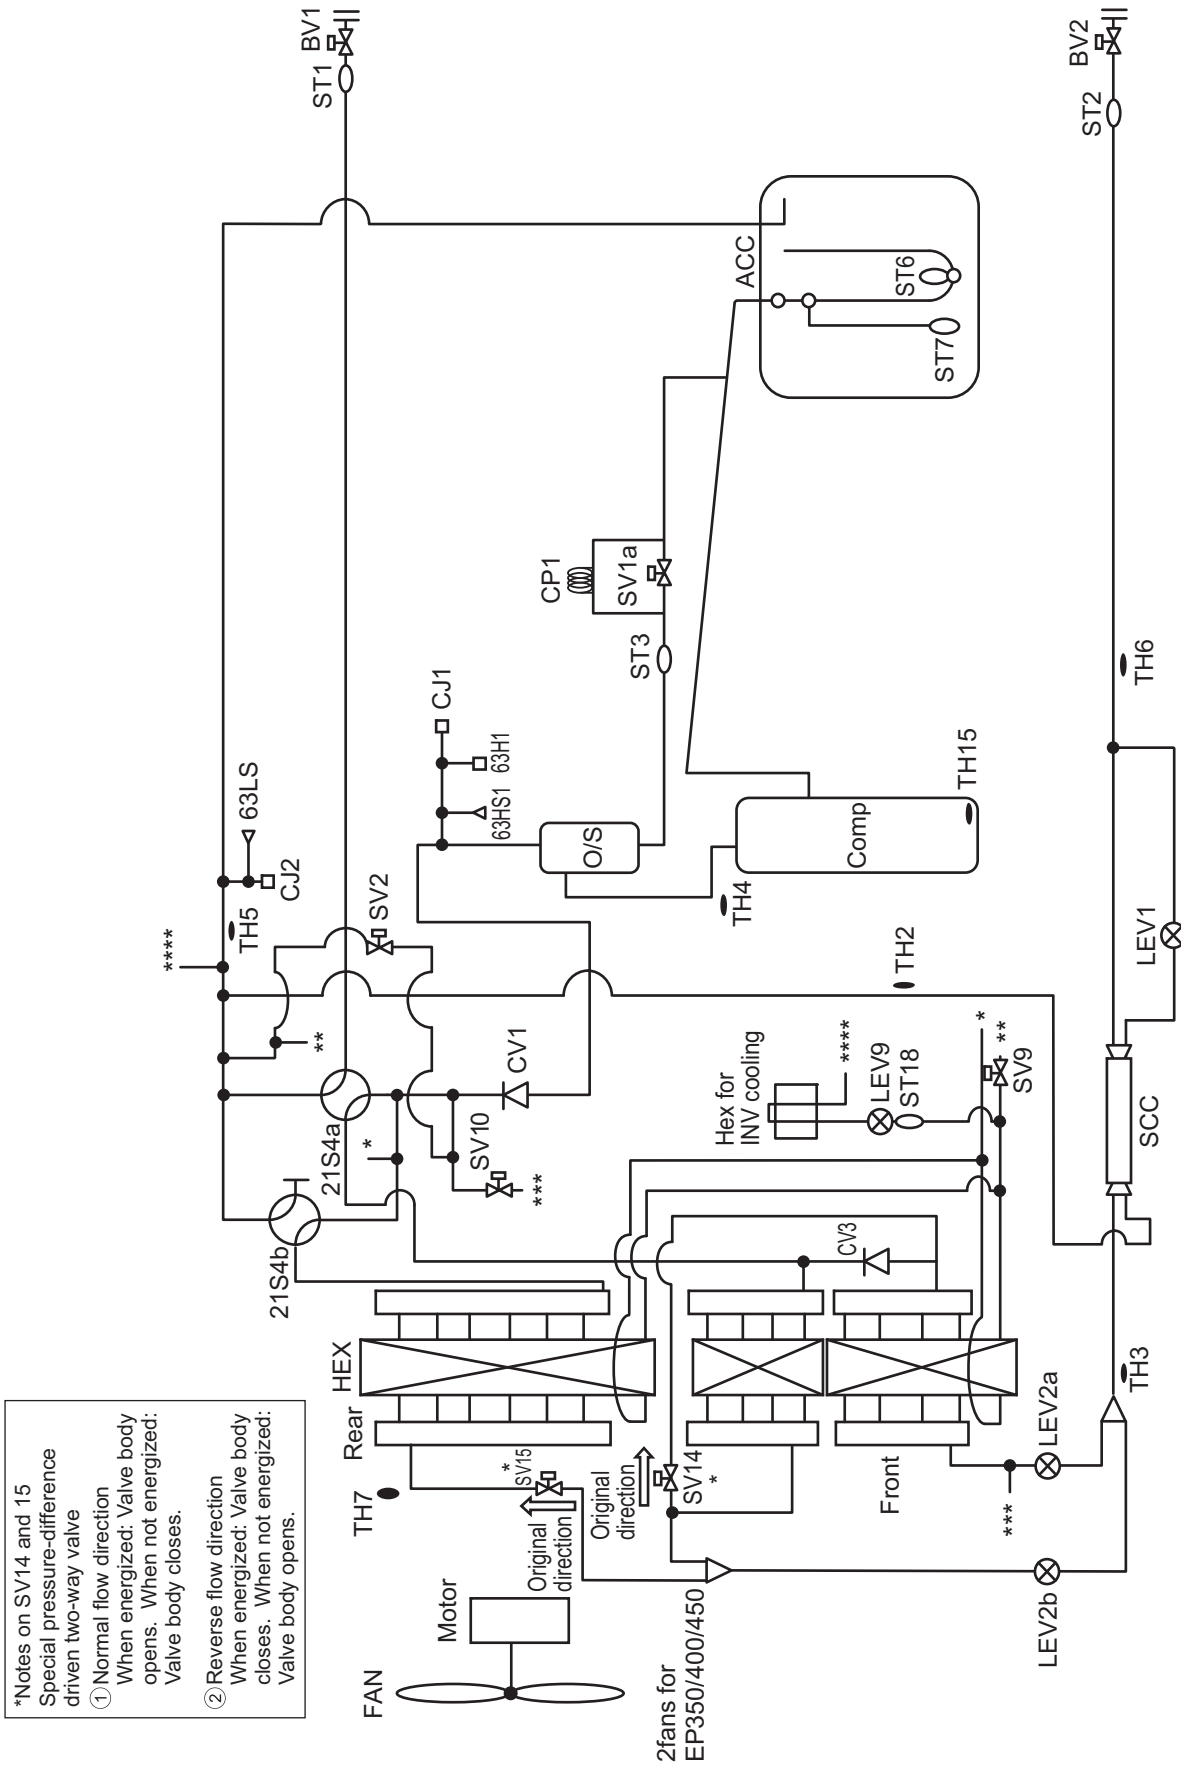 *Notes on SV14 and 15
Special pressure-difference
driven two-way valve
① Normal flow direction
When energized: Valve body
opens. When not energized:
Valve body closes.
② Reverse flow direction
When energized: Valve body
closes. When not energized:
Valve body opens.
FAN
Motor
2fans for
EP350/400/450
TH7
Rear
HEX
*
SV15
Original
direction
Original
direction
SV14
*
Front
***
LEV2a
LEV2b
TH3
21S4b
21S4a
*
**
****
TH5
CJ2
63LS
SV2
SV10
***
CV1
CV3
Hex for
INV cooling
****
LEV9
ST18
*
**
SV9
SCC
LEV1
TH2
TH4
O/S
Comp
TH15
63HS1
63H1
CJ1
CP1
SV1a
ST3
TH6
ACC
ST6
ST7
ST1
BV1
ST2
BV2